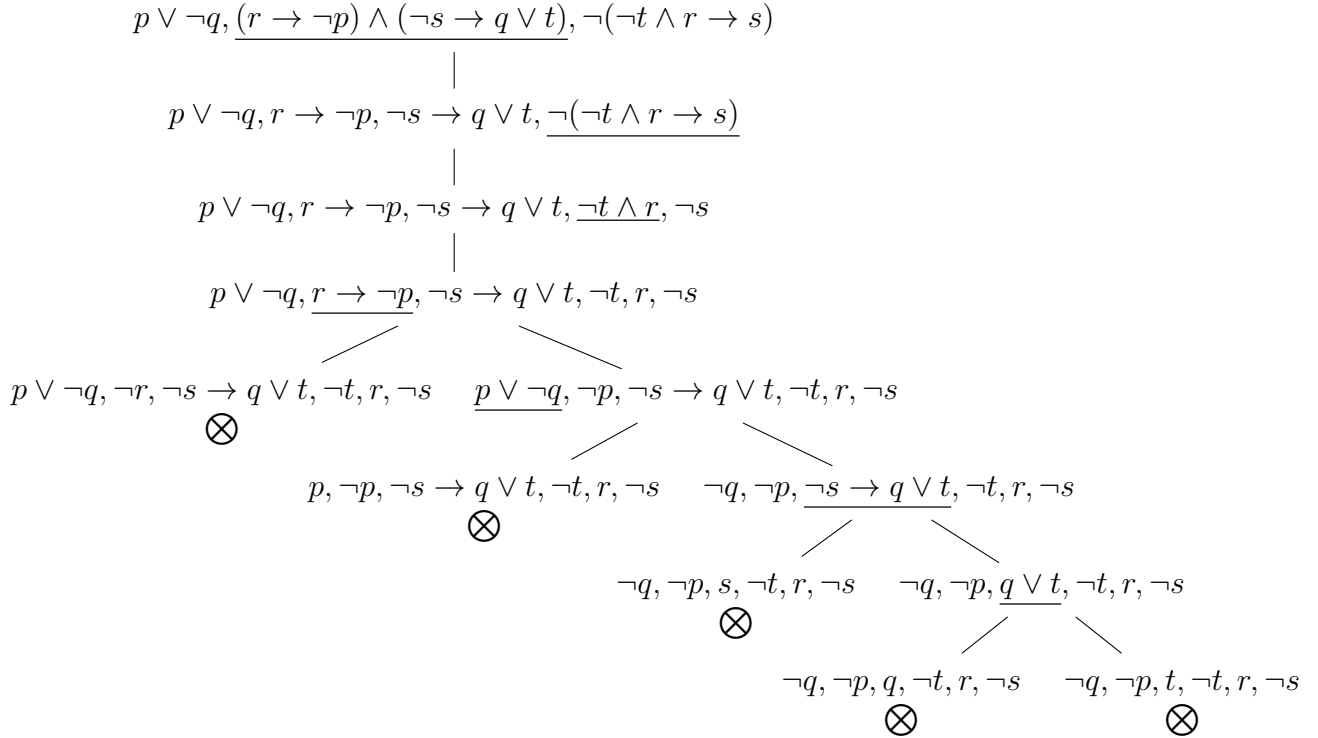 p ∨ ¬q, (r → ¬p) ∧ (¬s → q ∨ t), ¬(¬t ∧ r → s)
p ∨ ¬q, r → ¬p, ¬s → q ∨ t, ¬(¬t ∧ r → s)
p ∨ ¬q, r → ¬p, ¬s → q ∨ t, ¬t ∧ r, ¬s
p ∨ ¬q, r → ¬p, ¬s → q ∨ t, ¬t, r, ¬s
p ∨ ¬q, ¬r, ¬s → q ∨ t, ¬t, r, ¬s
p ∨ ¬q, ¬p, ¬s → q ∨ t, ¬t, r, ¬s
⊗
p, ¬p, ¬s → q ∨ t, ¬t, r, ¬s
¬q, ¬p, ¬s → q ∨ t, ¬t, r, ¬s
⊗
¬q, ¬p, s, ¬t, r, ¬s
¬q, ¬p, q ∨ t, ¬t, r, ¬s
⊗
¬q, ¬p, q, ¬t, r, ¬s
¬q, ¬p, t, ¬t, r, ¬s
⊗
⊗